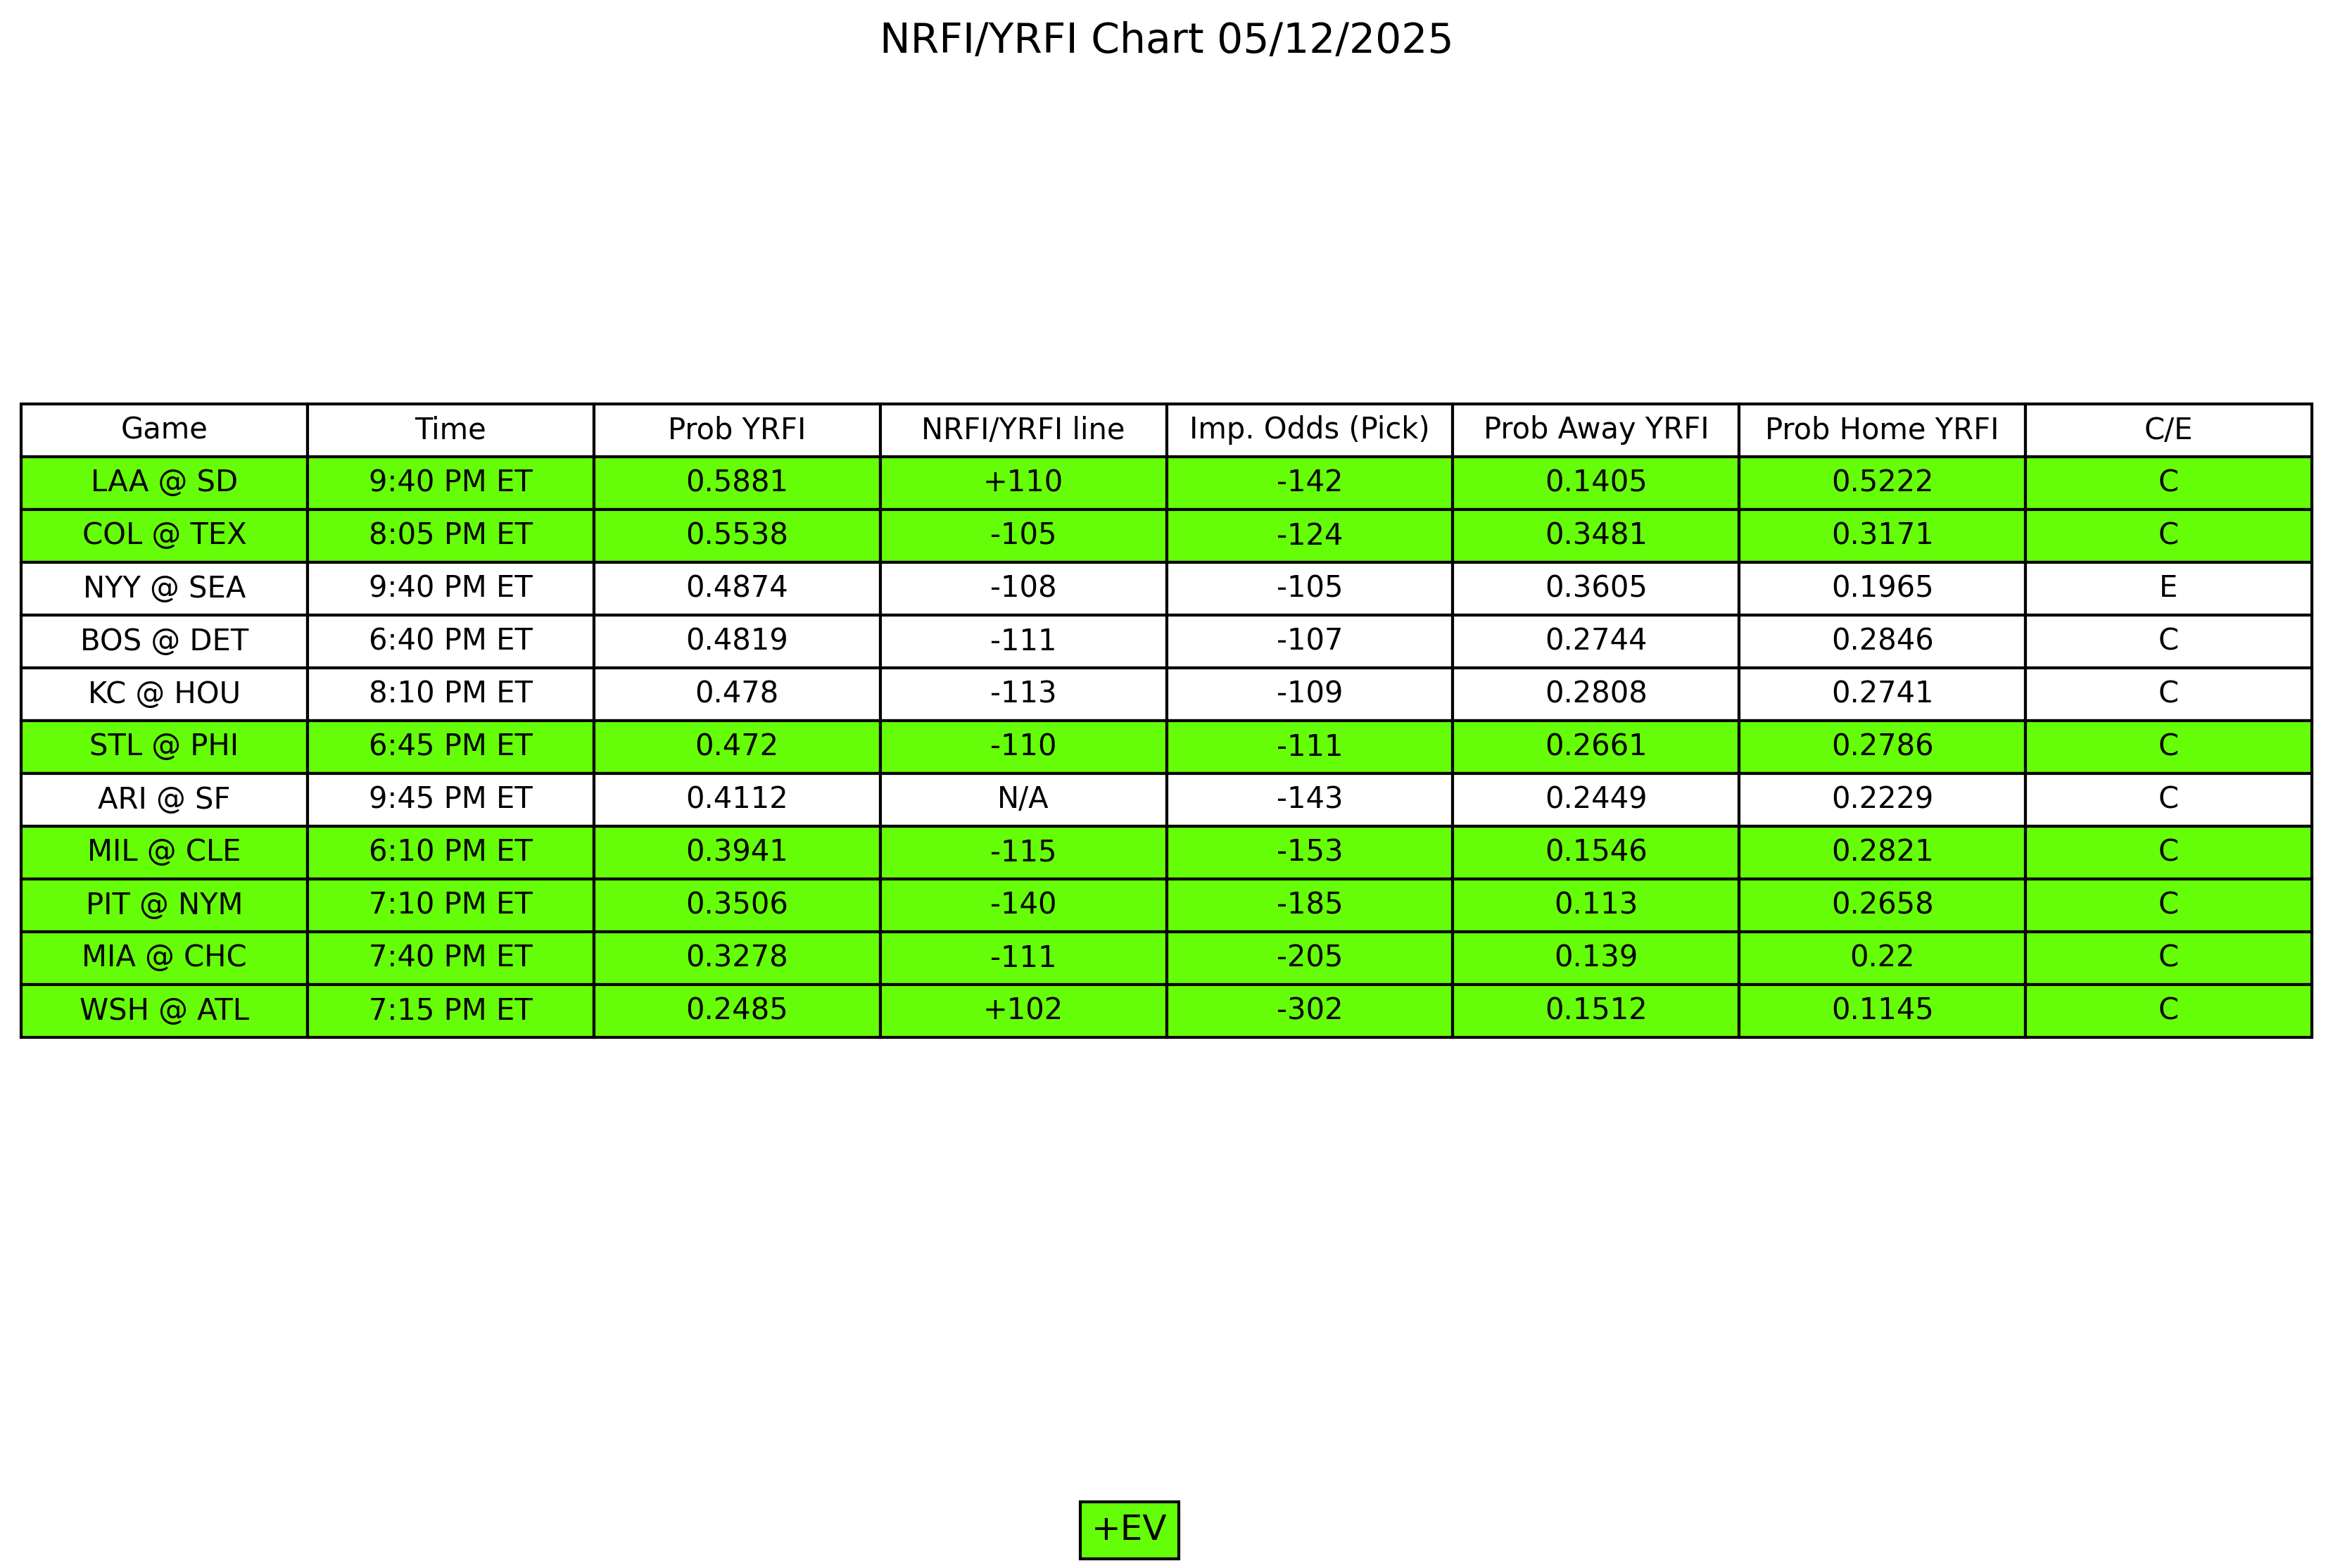 NRFI/YRFI Chart 05/12/2025
Game Time Prob YRFI NRFI/YRFI line Imp. Odds (Pick) Prob Away YRFI Prob Home YRFI C/E
LAA @ SD 9:40 PM ET 0.5881 +110 -142 0.1405 0.5222 C
COL @ TEX 8:05 PM ET 0.5538 -105 -124 0.3481 0.3171 C
NYY @ SEA 9:40 PM ET 0.4874 -108 -105 0.3605 0.1965 E
BOS @ DET 6:40 PM ET 0.4819 -111 -107 0.2744 0.2846 C
KC @ HOU 8:10 PM ET 0.478 -113 -109 0.2808 0.2741 C
STL @ PHI 6:45 PM ET 0.472 -110 -111 0.2661 0.2786 C
ARI @ SF 9:45 PM ET 0.4112 N/A -143 0.2449 0.2229 C
MIL @ CLE 6:10 PM ET 0.3941 -115 -153 0.1546 0.2821 C
PIT @ NYM 7:10 PM ET 0.3506 -140 -185 0.113 0.2658 C
MIA @ CHC 7:40 PM ET 0.3278 -111 -205 0.139 0.22 C
WSH @ ATL 7:15 PM ET 0.2485 +102 -302 0.1512 0.1145 C
+EV